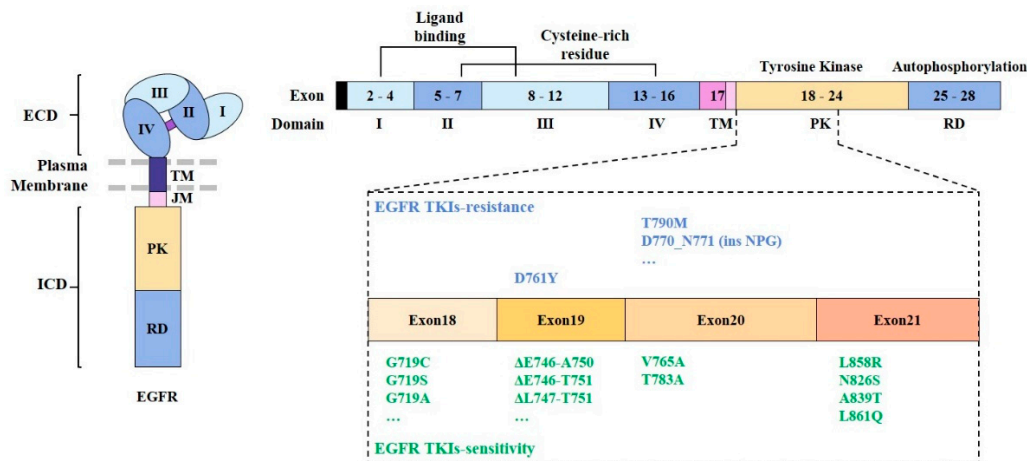 ECD
III
II
I
IV
Plasma
Membrane
TM
JM
ICD
PK
RD
EGFR
Ligand
binding
Cysteine-rich
residue
Tyrosine Kinase
Autophosphorylation
Exon
2 - 4
5 - 7
8 - 12
13 - 16
17
18 - 24
25 - 28
Domain
I
II
III
IV
TM
PK
RD
EGFR TKIs-resistance
T790M
D770_N771 (ins NPG)
…
D761Y
Exon18
Exon19
Exon20
Exon21
G719C
G719S
G719A
…
ΔE746-A750
ΔE746-T751
ΔL747-T751
…
V765A
T783A
L858R
N826S
A839T
L861Q
EGFR TKIs-sensitivity